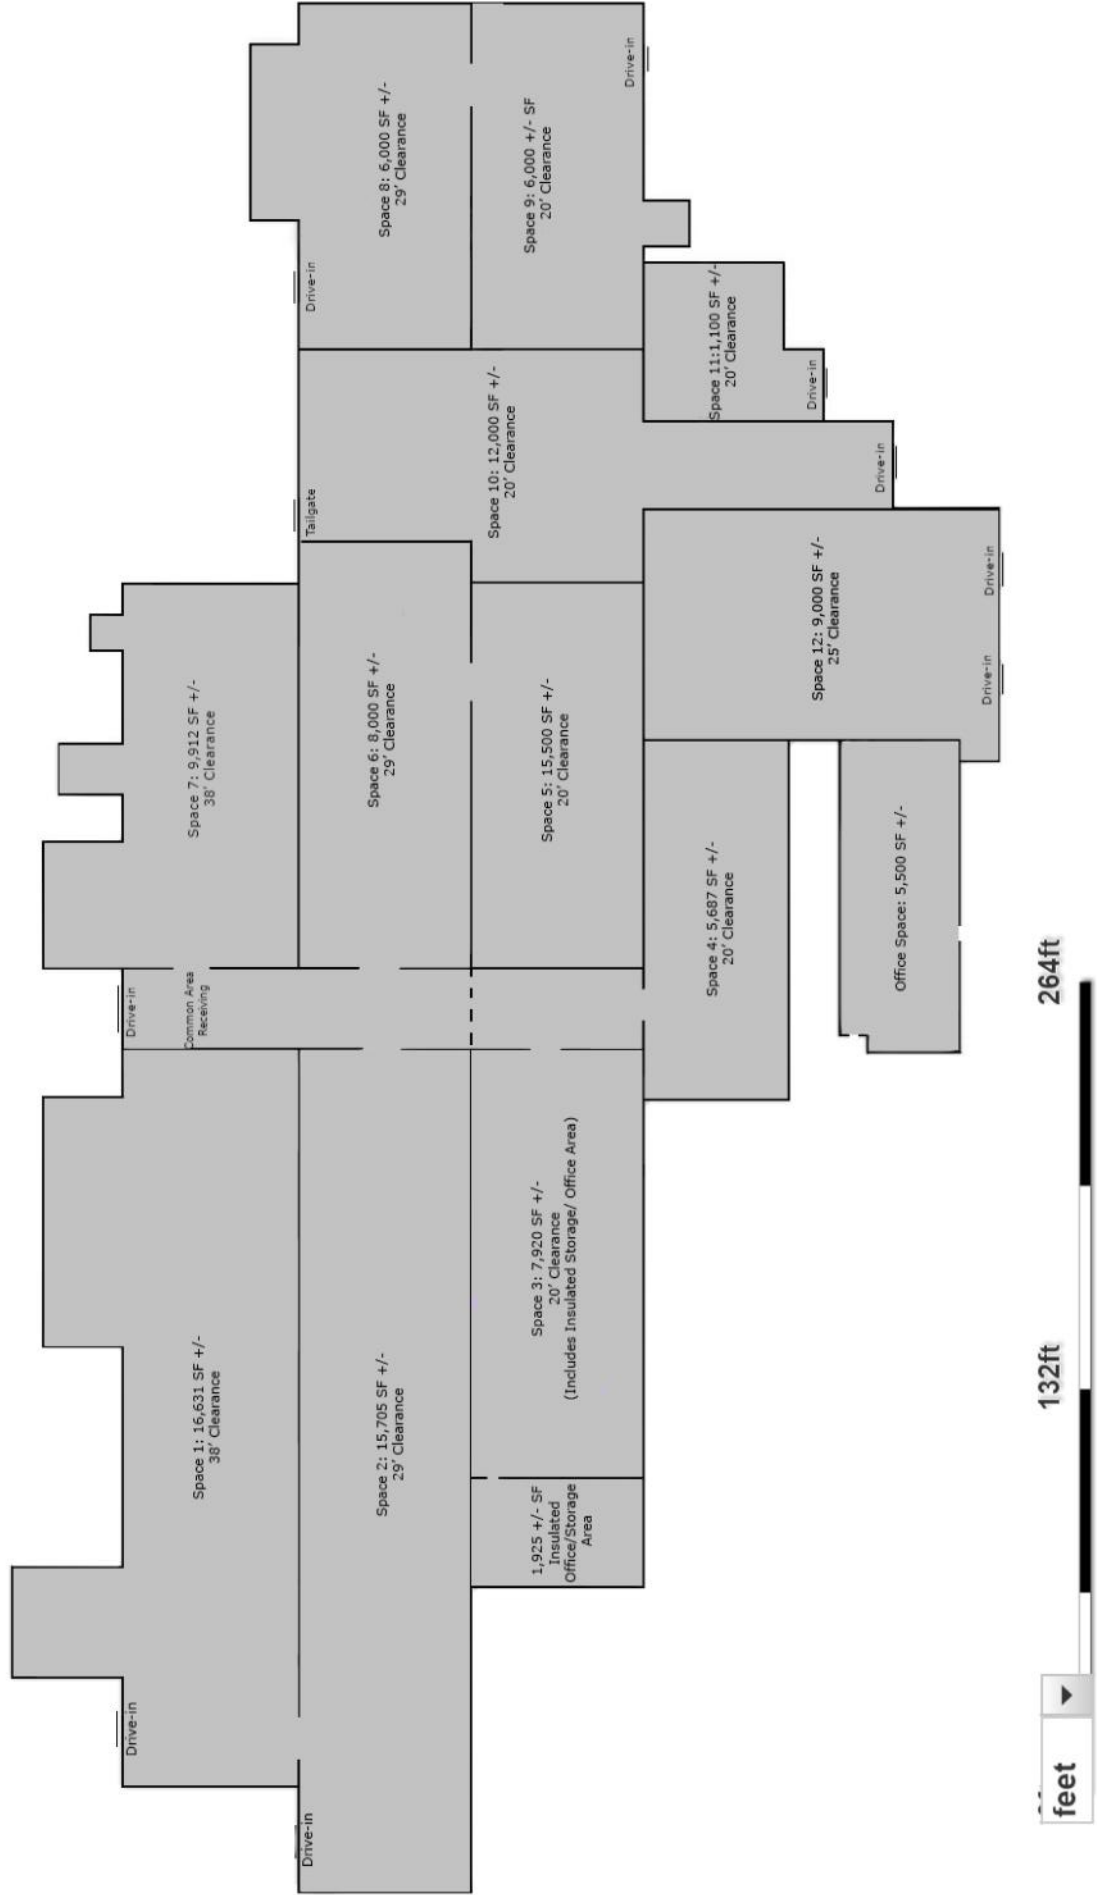 Space 1: 16,631 SF +/-
38' Clearance
Drive-in
Space 2: 15,705 SF +/-
29' Clearance
Drive-in
1,925 +/- SF
Insulated
Office/Storage
Area
Space 3: 7,920 SF +/-
20' Clearance
(Includes Insulated Storage/ Office Area)
Drive-in
Common Area
Receiving
Space 7: 9,912 SF +/-
38' Clearance
Space 6: 8,000 SF +/-
29' Clearance
Space 5: 15,500 SF +/-
20' Clearance
Space 4: 5,687 SF +/-
20' Clearance
Office Space: 5,500 SF +/-
Tailgate
Space 10: 12,000 SF +/-
20' Clearance
Drive-in
Space 12: 9,000 SF +/-
25' Clearance
Drive-in
Drive-in
Drive-in
Space 8: 6,000 SF +/-
29' Clearance
Space 9: 6,000 +/- SF
20' Clearance
Drive-in
Space 11:1,100 SF +/-
20' Clearance
Drive-in
feet
132ft
264ft